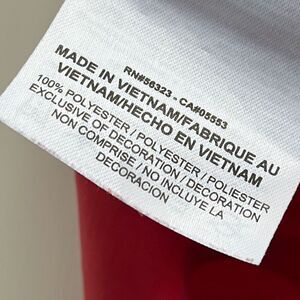 RN#56323 - CA#05553
MADE IN VIETNAM/FABRIQUE AU
VIETNAM/HECHO EN VIETNAM
100% POLYESTER / POLYESTER / POLIESTER
EXCLUSIVE OF DECORATION / DECORATION
NON COMPRISE / NO INCLUYE LA
DECORACIÓN